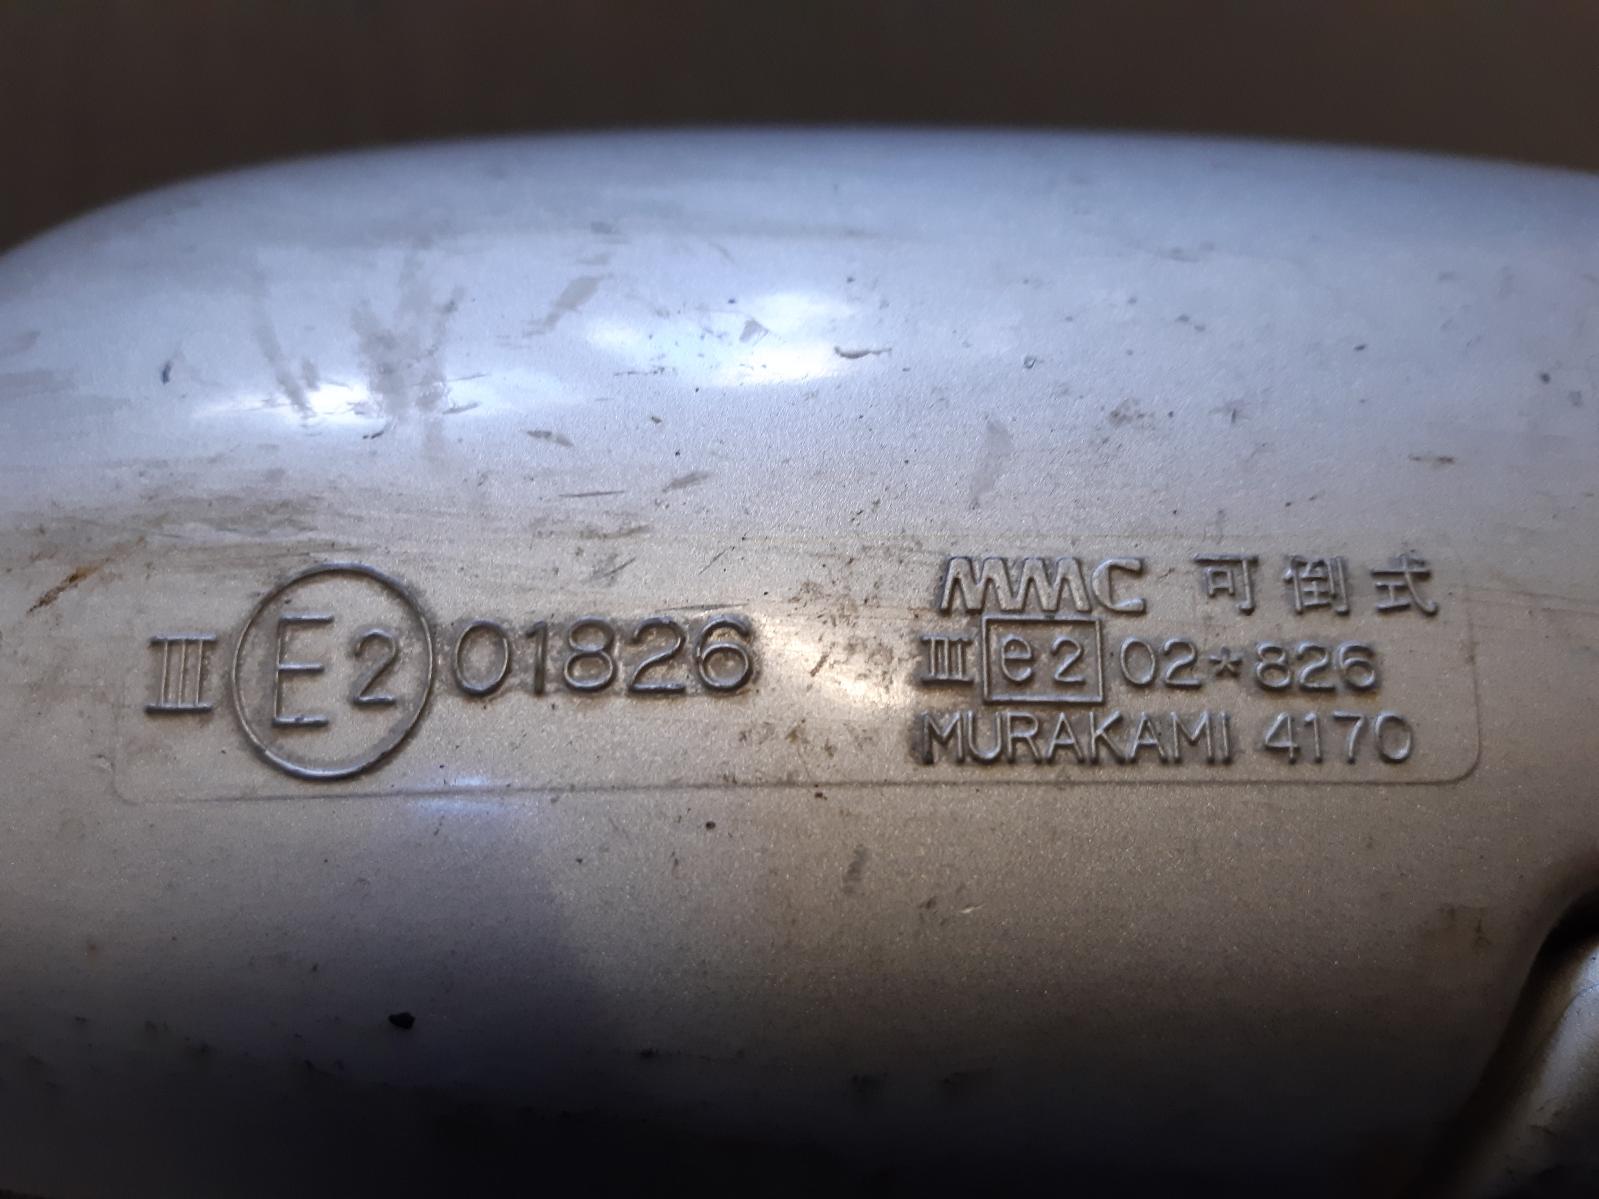 III E2 01826
MMC 可倒式
III e2 02*826
MURAKAMI 4170